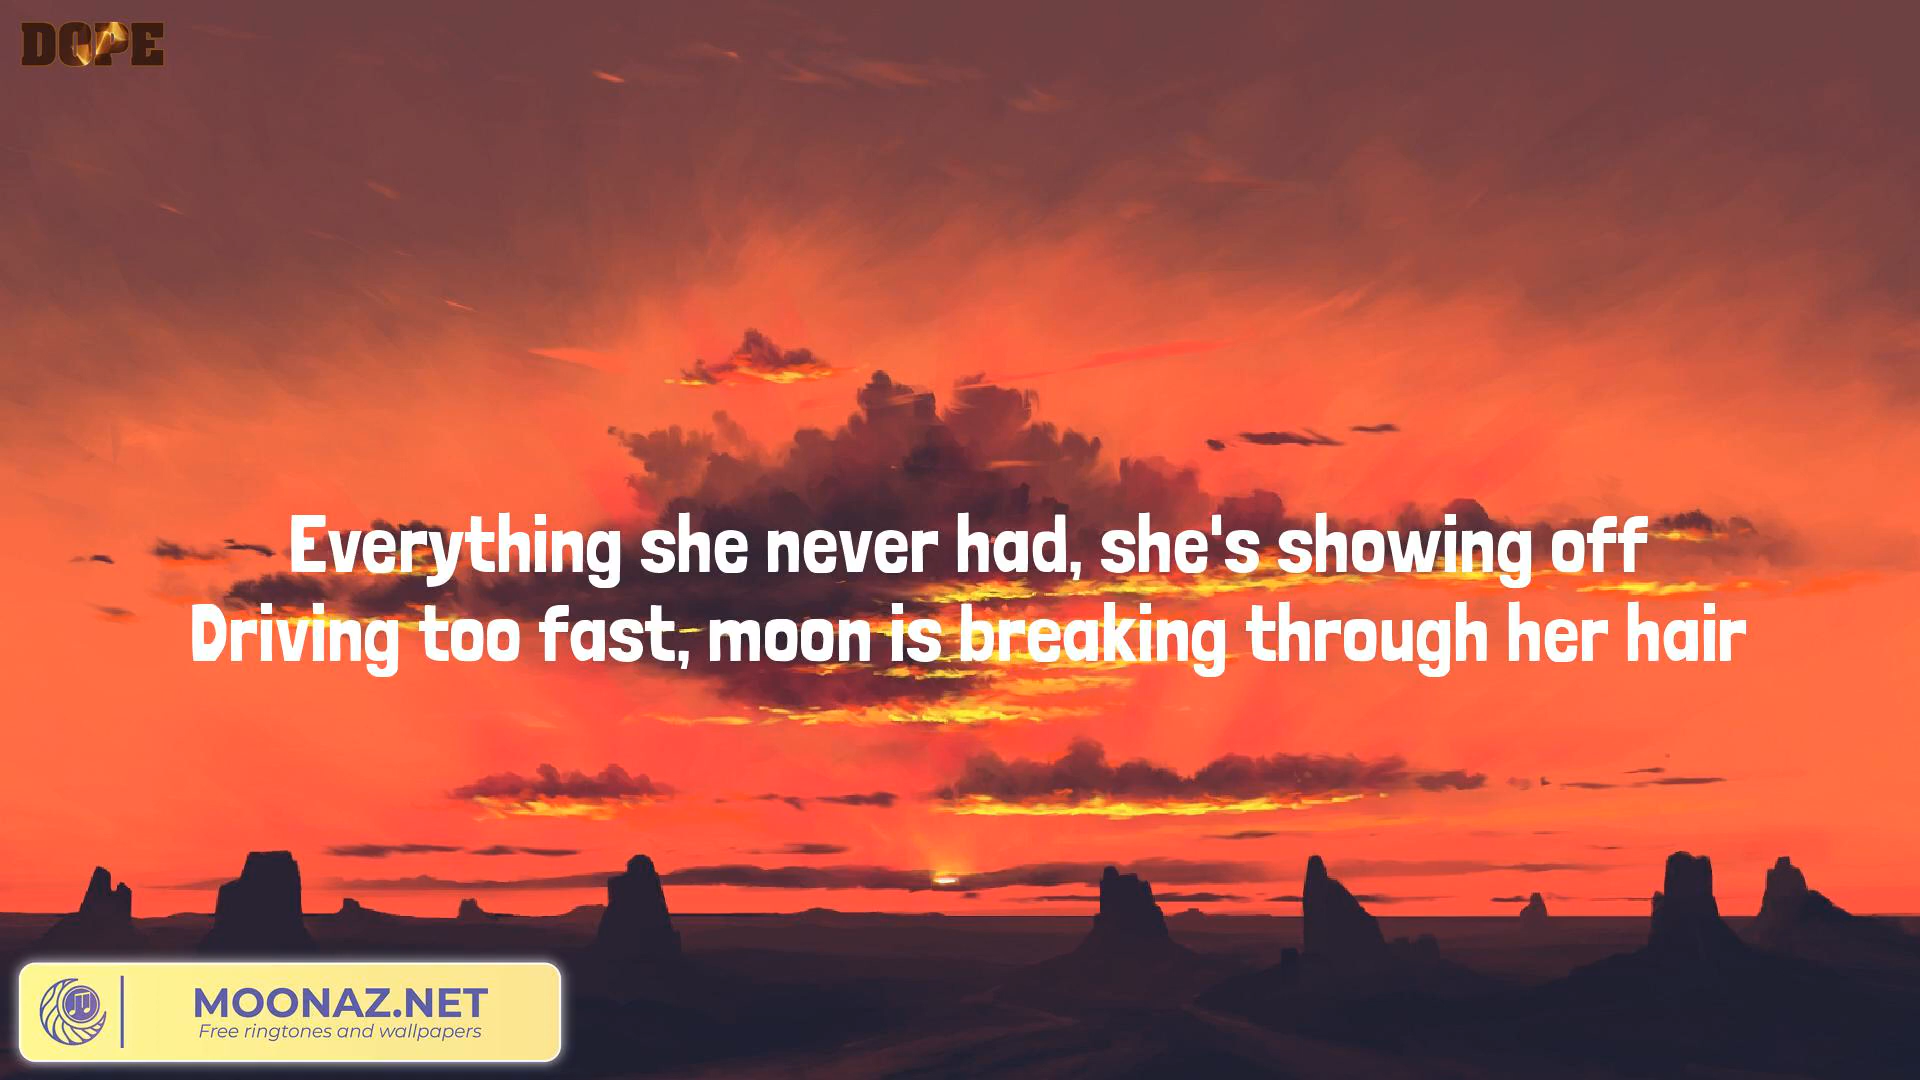 DOPE
Everything she never had, she's showing off
Driving too fast, moon is breaking through her hair
MOONAZ.NET
Free ringtones and wallpapers